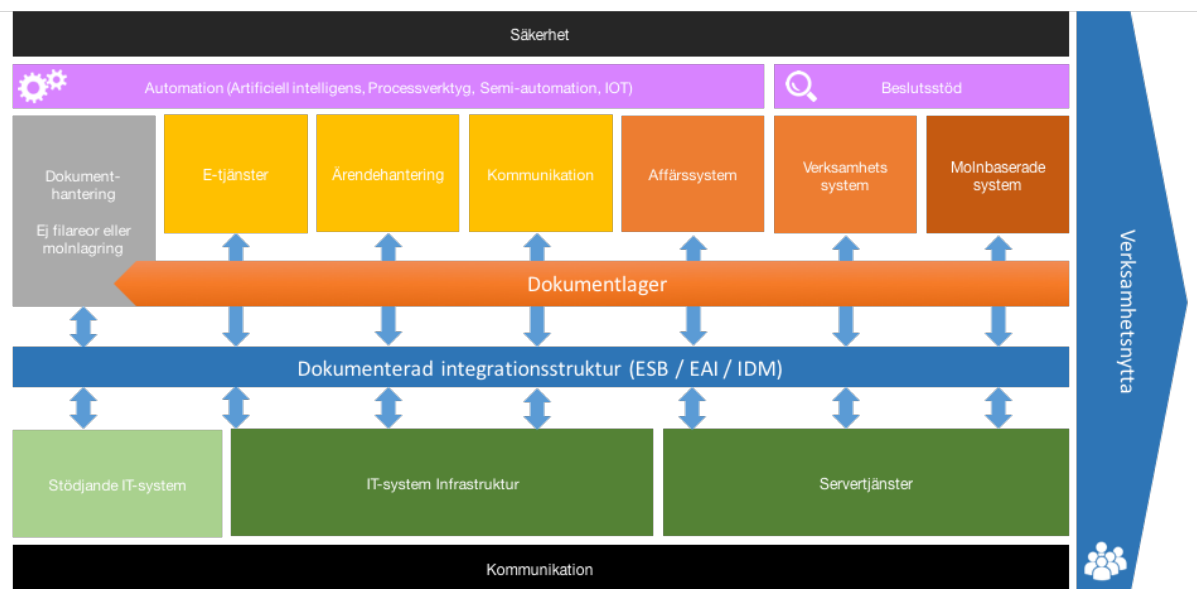 Säkerhet
Automation (Artificiell intelligens, Processverktyg, Semi-automation, IOT)
Beslutsstöd
Dokument-
hantering
Ej filareor eller
molnlagring
E-tjänster
Ärendehantering
Kommunikation
Affärssystem
Verksamhets
system
Molnbaserade
system
Dokumentlager
Dokumenterad integrationsstruktur (ESB / EAI / IDM)
Stödjande IT-system
IT-system Infrastruktur
Servertjänster
Kommunikation
Verksamhetsnytta